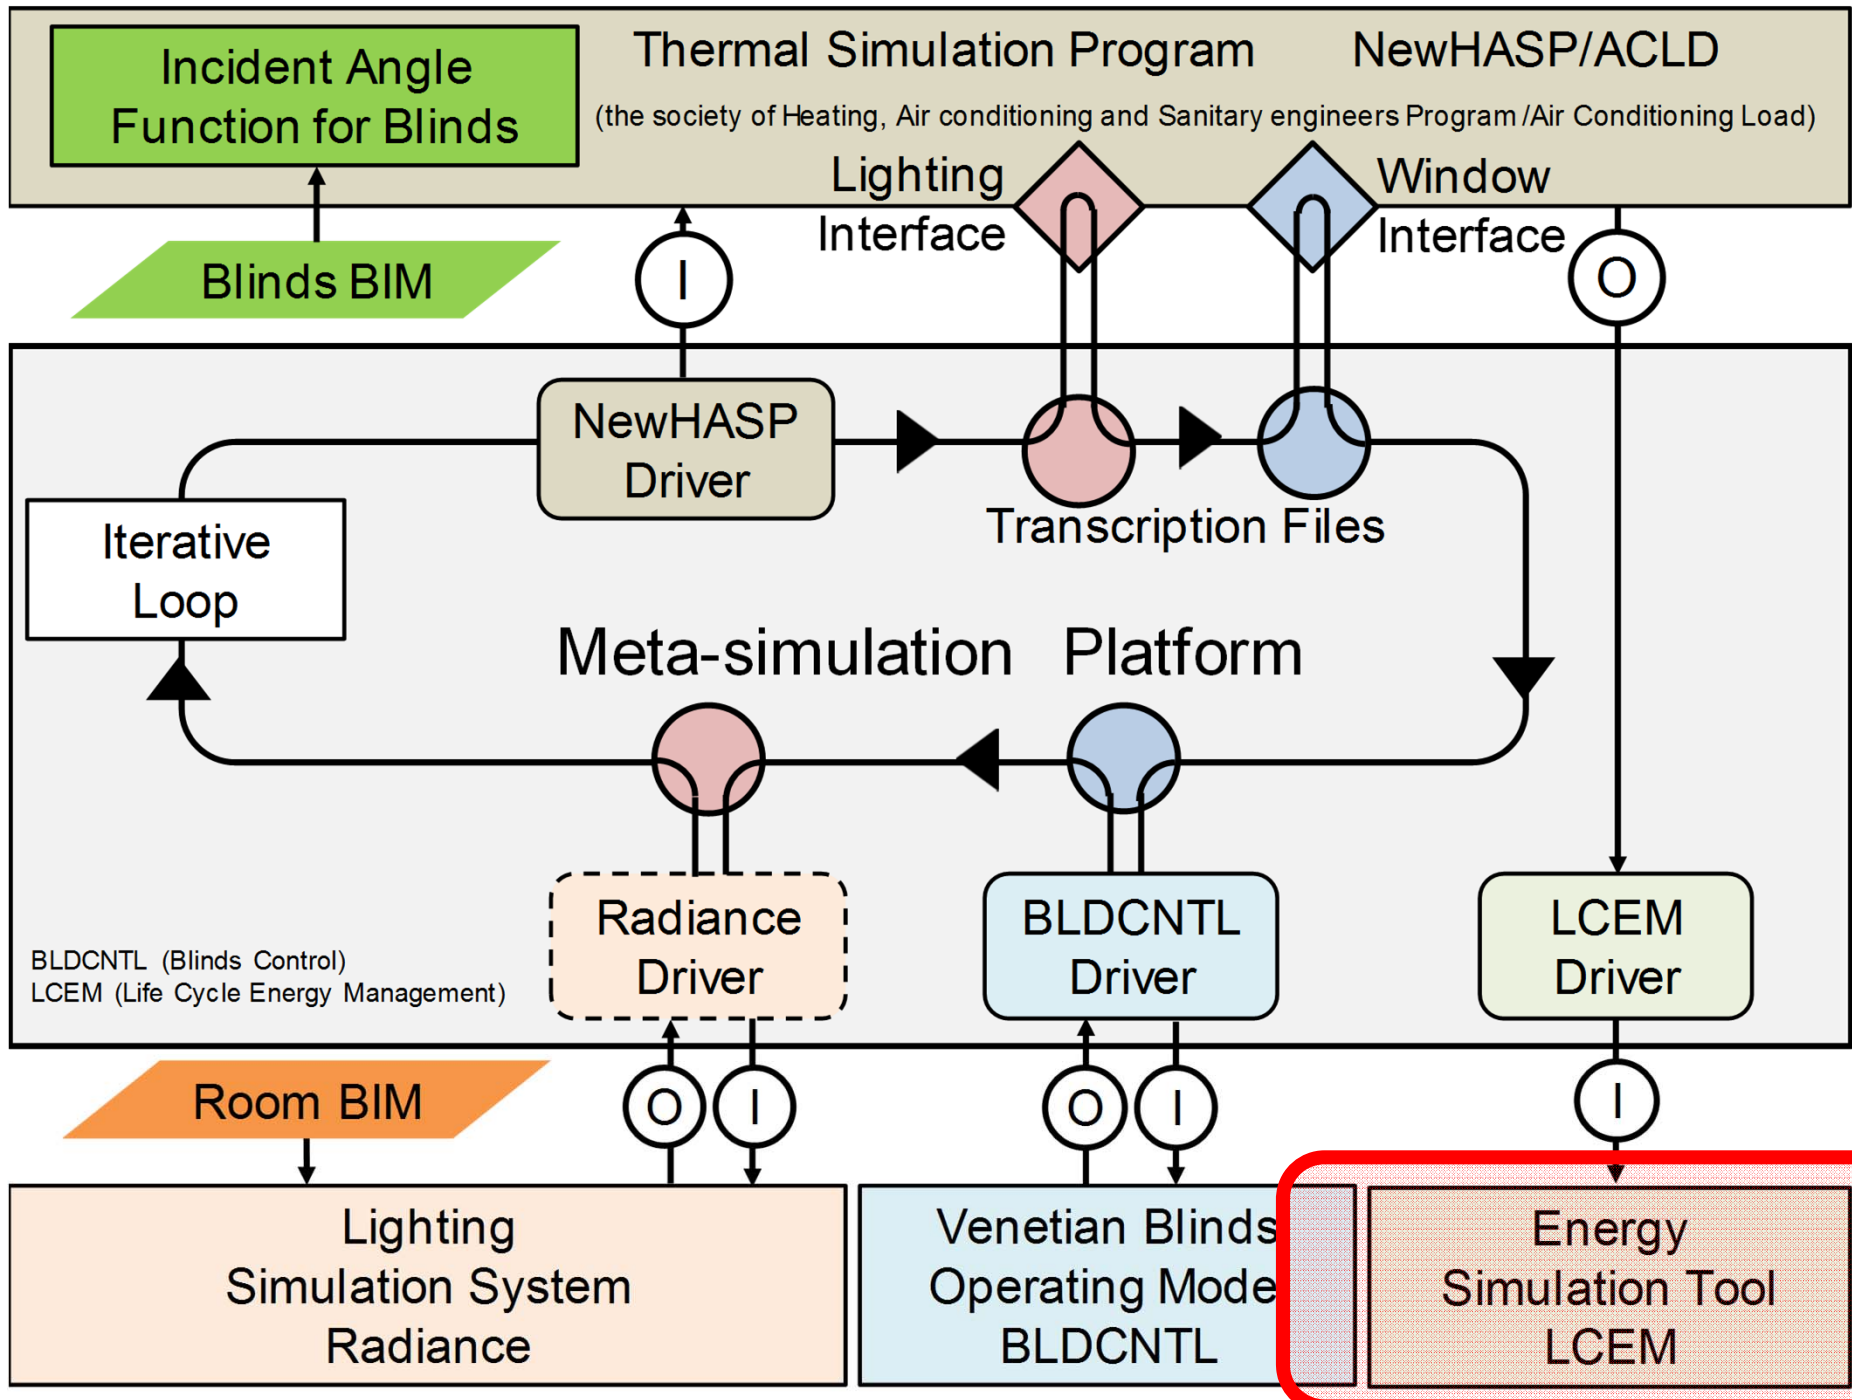 Incident Angle
Function for Blinds
Thermal Simulation Program NewHASP/ACLD
(the society of Heating, Air conditioning and Sanitary engineers Program /Air Conditioning Load)
Lighting
Interface
Window
Interface
Blinds BIM
I
O
NewHASP
Driver
Transcription Files
Iterative
Loop
Meta-simulation Platform
Radiance
Driver
BLDCNTL
Driver
LCEM
Driver
BLDCNTL (Blinds Control)
LCEM (Life Cycle Energy Management)
Room BIM
O
I
O
I
I
Lighting
Simulation System
Radiance
Venetian Blinds
Operating Mode
BLDCNTL
Energy
Simulation Tool
LCEM